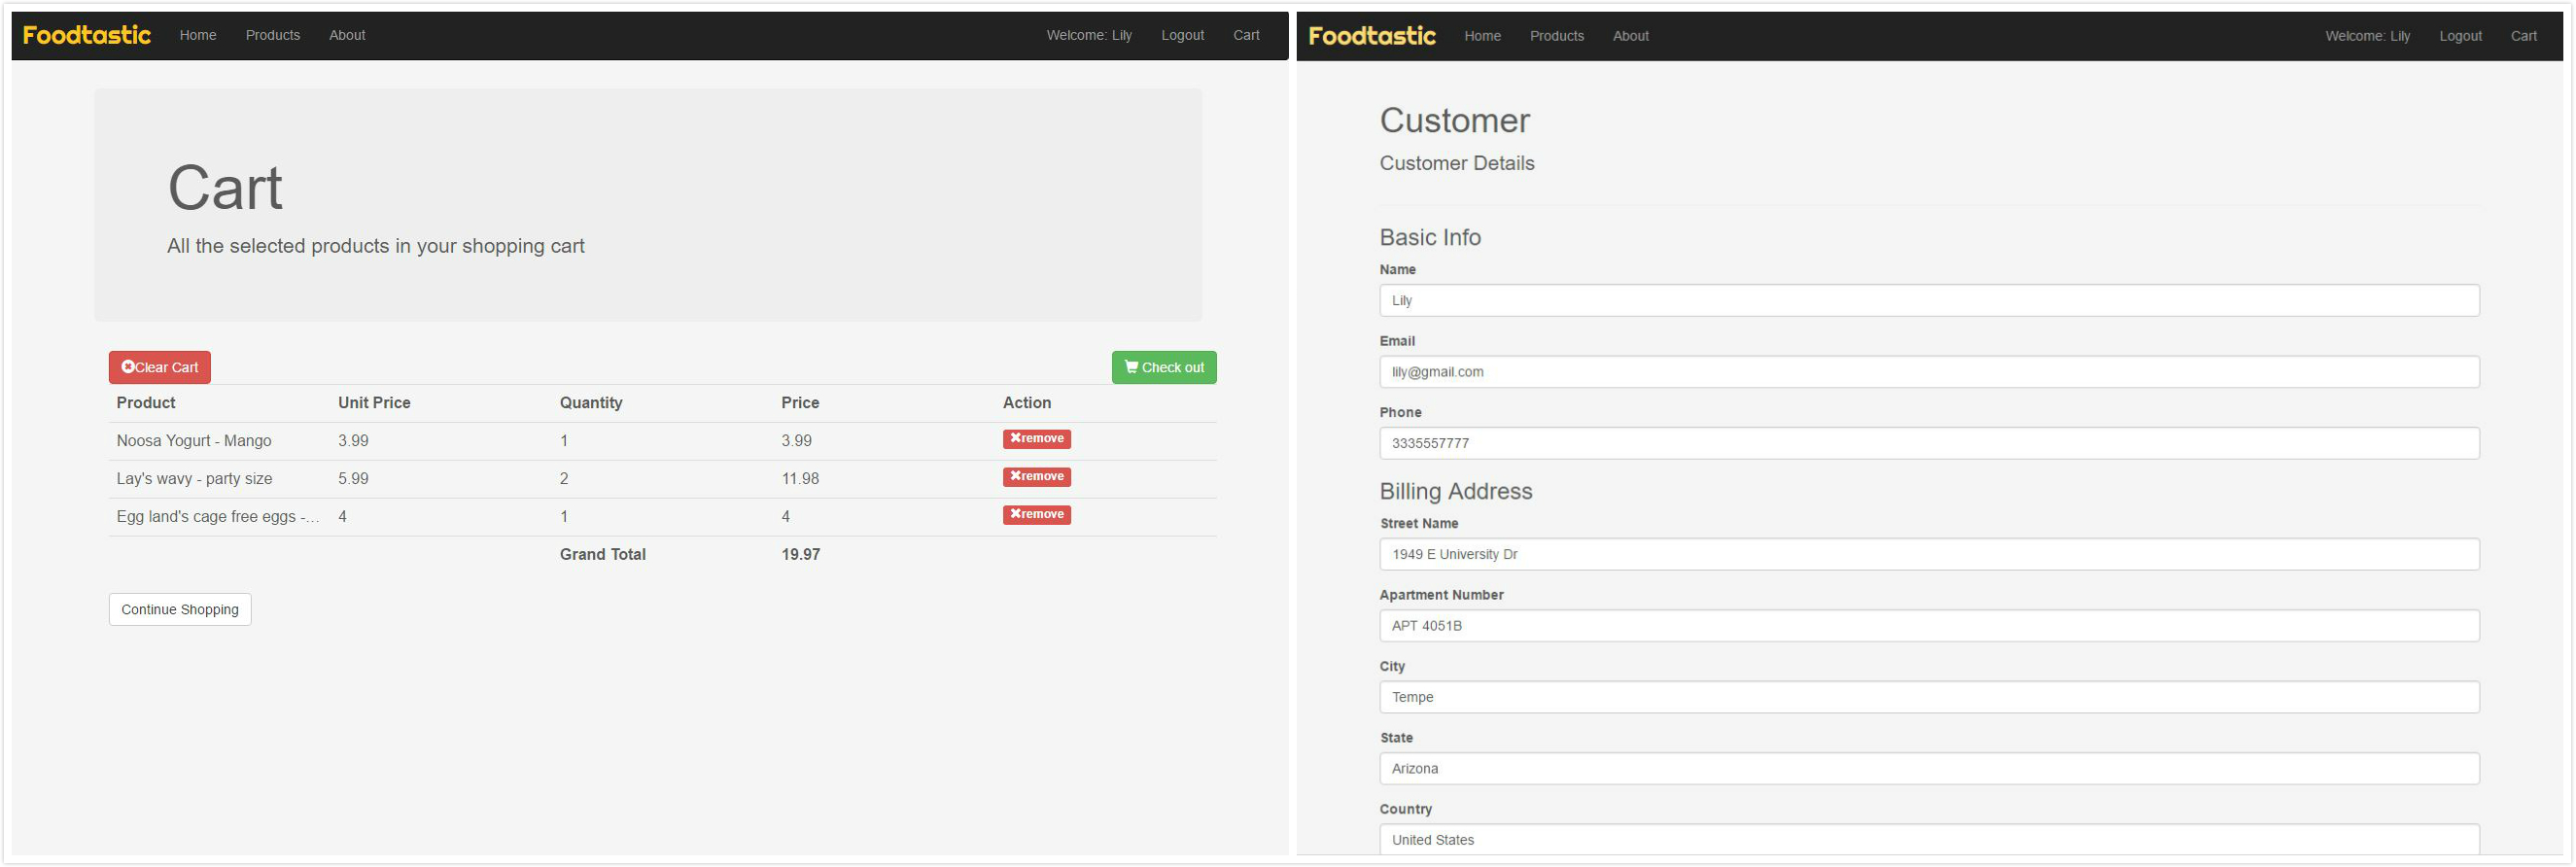 Foodtastic Home Products About Welcome: Lily Logout Cart
Cart
All the selected products in your shopping cart
Clear Cart Check out
Product Unit Price Quantity Price Action
Noosa Yogurt - Mango 3.99 1 3.99 remove
Lay's wavy - party size 5.99 2 11.98 remove
Egg land's cage free eggs -... 4 1 4 remove
Grand Total 19.97
Continue Shopping
Foodtastic Home Products About Welcome: Lily Logout Cart
Customer
Customer Details
Basic Info
Name
Lily
Email
lily@gmail.com
Phone
3335557777
Billing Address
Street Name
1949 E University Dr
Apartment Number
APT 4051B
City
Tempe
State
Arizona
Country
United States